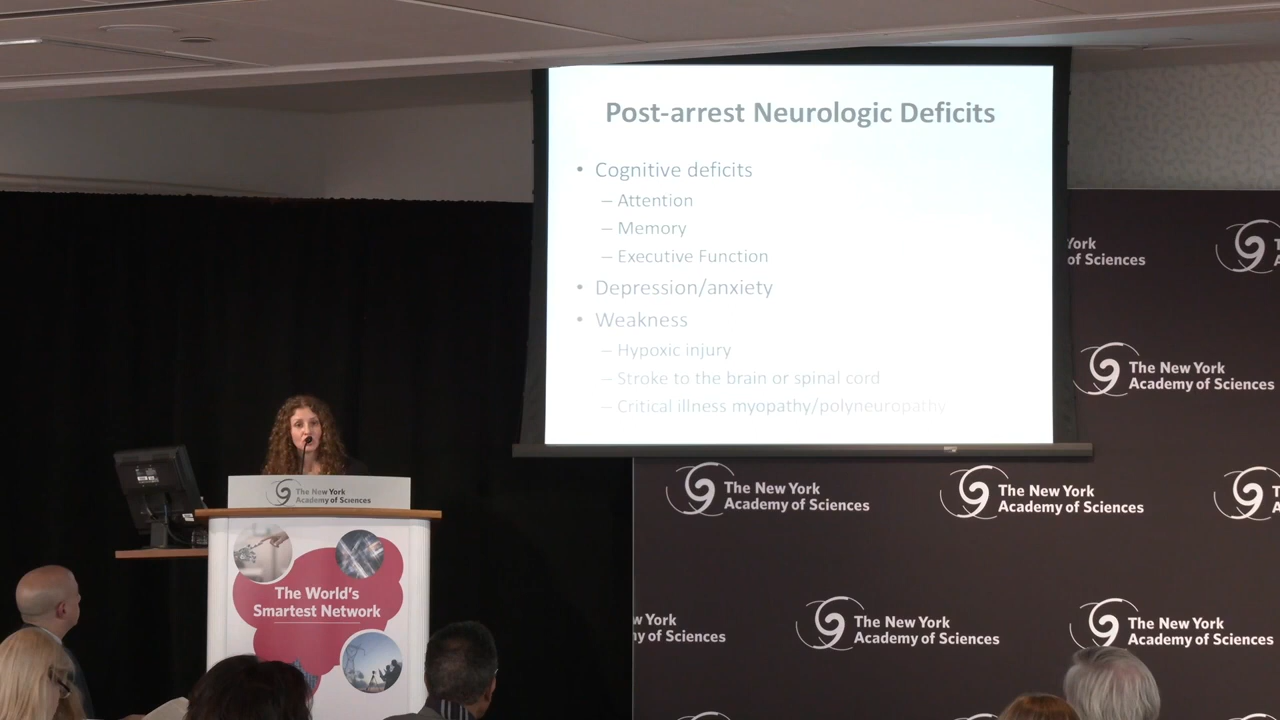 Post-arrest Neurologic Deficits
• Cognitive deficits
– Attention
– Memory
– Executive Function
• Depression/anxiety
• Weakness
– Hypoxic injury
– Stroke to the brain or spinal cord
– Critical illness myopathy/polyneuropathy
York
of Sciences
The New York
Academy of Sciences
The New York
Academy of Sciences
The New York
Academy of Sciences
The New York
Academy of Sciences
The World's
Smartest Network
w York
y of Sciences
The New York
Academy of Sciences
The New York
Academy of Sciences